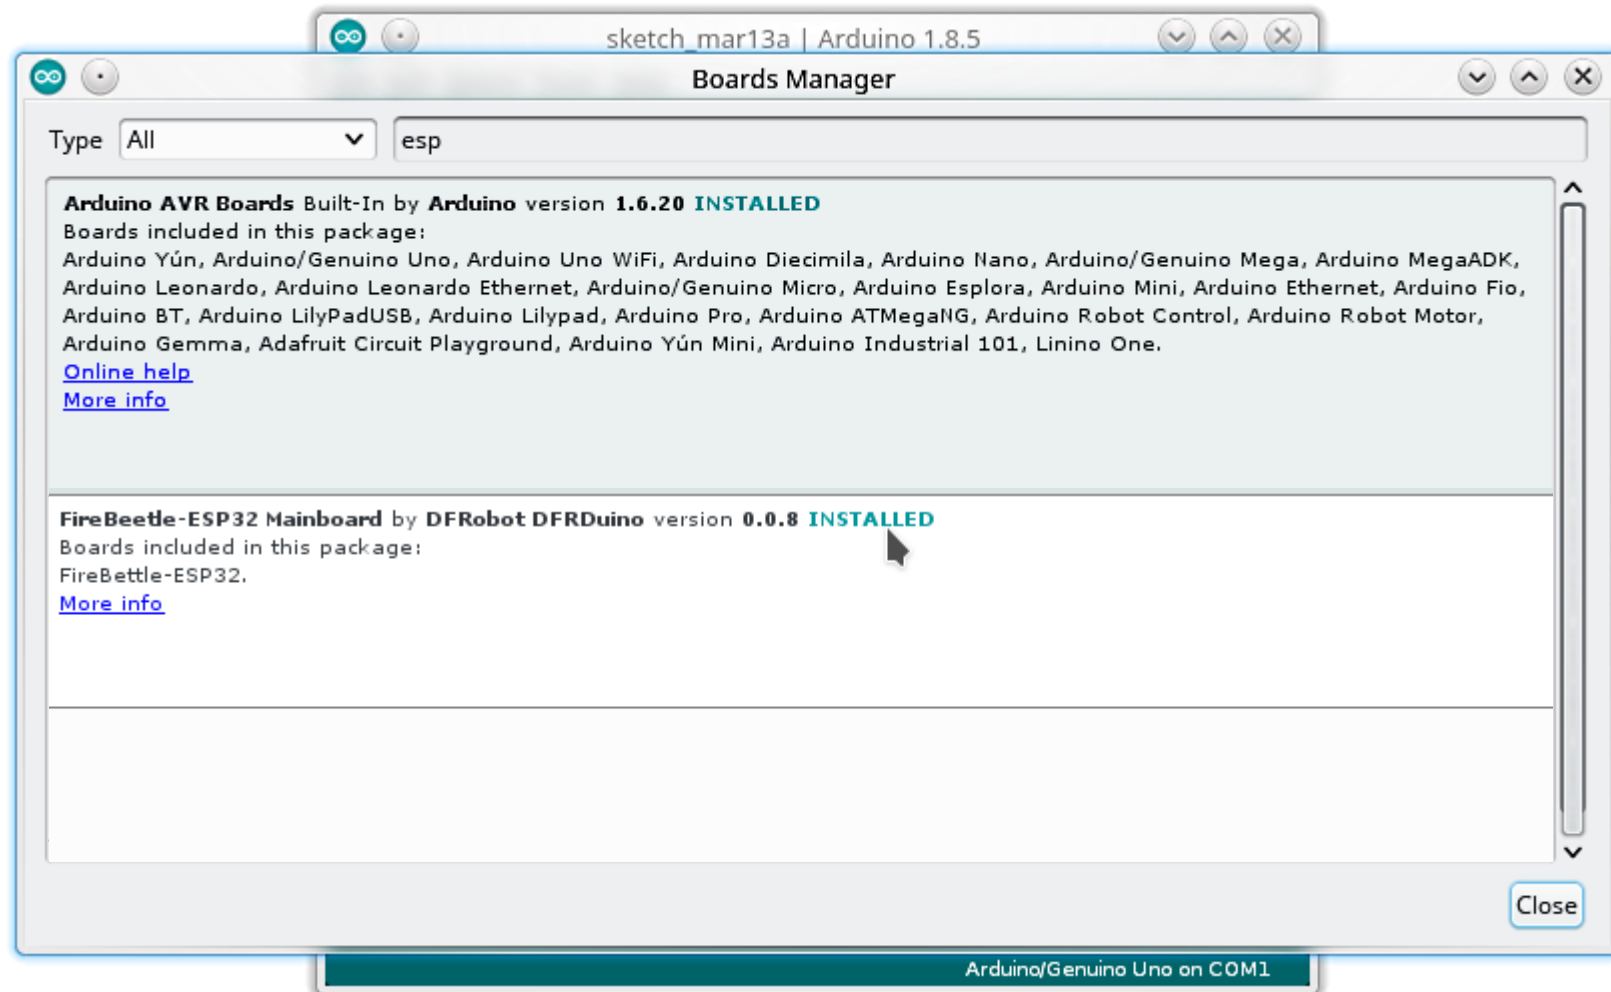 sketch_mar13a | Arduino 1.8.5
Boards Manager
Type All esp
Arduino AVR Boards Built-In by Arduino version 1.6.20 INSTALLED
Boards included in this package:
Arduino Yún, Arduino/Genuino Uno, Arduino Uno WiFi, Arduino Diecimila, Arduino Nano, Arduino/Genuino Mega, Arduino MegaADK,
Arduino Leonardo, Arduino Leonardo Ethernet, Arduino/Genuino Micro, Arduino Esplora, Arduino Mini, Arduino Ethernet, Arduino Fio,
Arduino BT, Arduino LilyPadUSB, Arduino Lilypad, Arduino Pro, Arduino ATMegaNG, Arduino Robot Control, Arduino Robot Motor,
Arduino Gemma, Adafruit Circuit Playground, Arduino Yún Mini, Arduino Industrial 101, Linino One.
Online help
More info
FireBeetle-ESP32 Mainboard by DFRobot DFRDuino version 0.0.8 INSTALLED
Boards included in this package:
FireBettle-ESP32.
More info
Close
Arduino/Genuino Uno on COM1